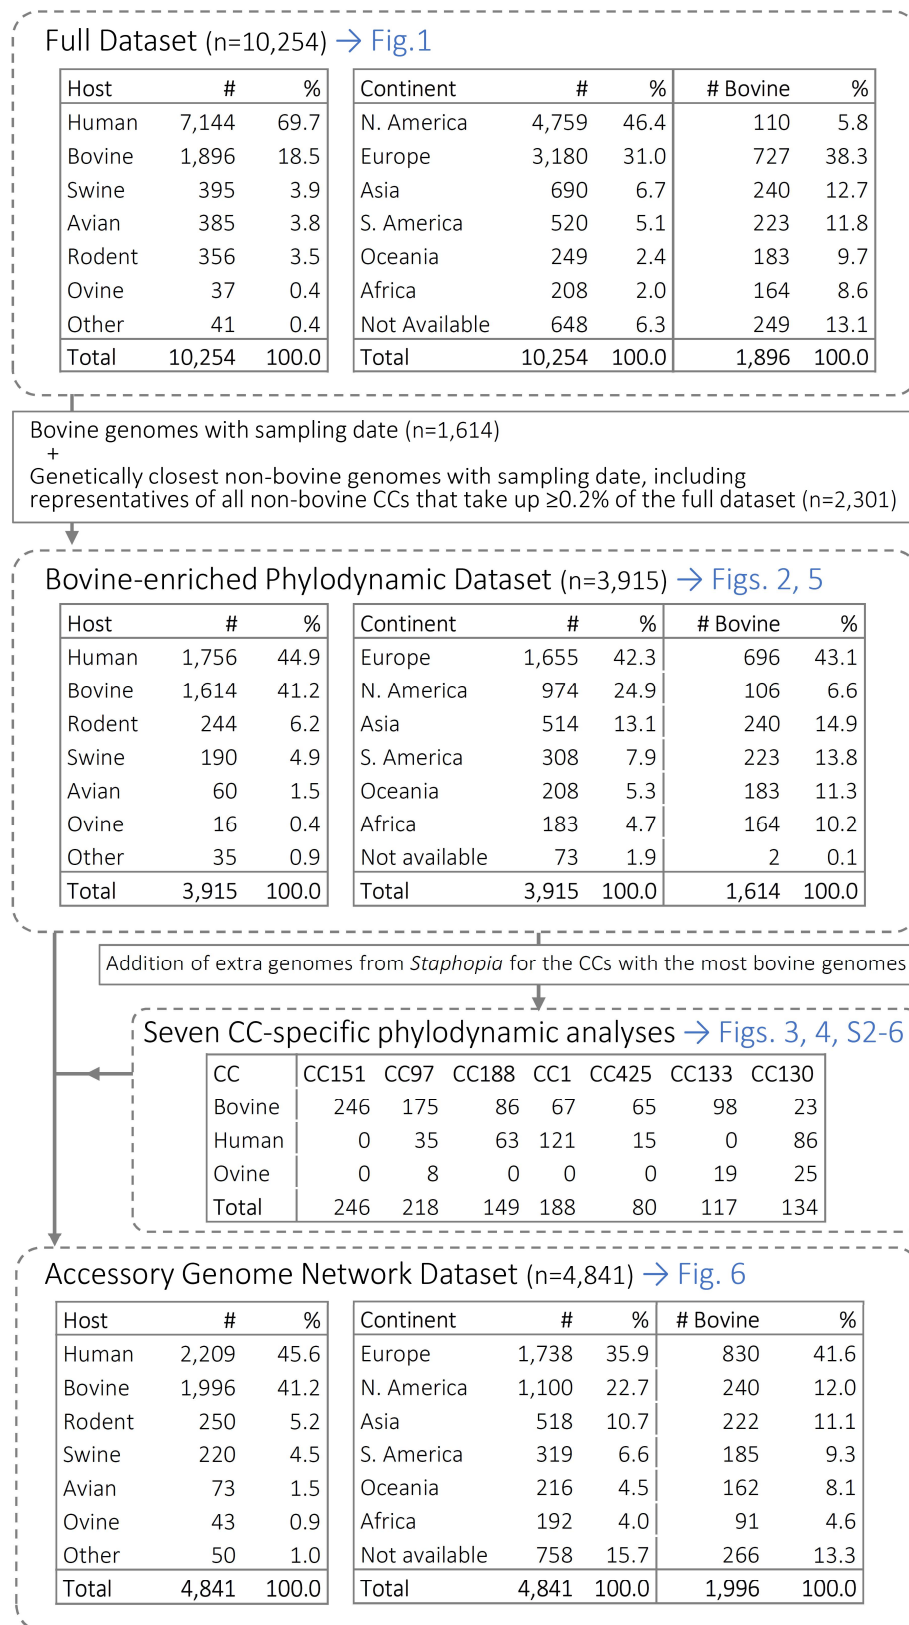 Full Dataset (n=10,254) → Fig.1
Host # %
Human 7,144 69.7
Bovine 1,896 18.5
Swine 395 3.9
Avian 385 3.8
Rodent 356 3.5
Ovine 37 0.4
Other 41 0.4
Total 10,254 100.0
Continent # % # Bovine %
N. America 4,759 46.4 110 5.8
Europe 3,180 31.0 727 38.3
Asia 690 6.7 240 12.7
S. America 520 5.1 223 11.8
Oceania 249 2.4 183 9.7
Africa 208 2.0 164 8.6
Not Available 648 6.3 249 13.1
Total 10,254 100.0 1,896 100.0
Bovine genomes with sampling date (n=1,614)
+
Genetically closest non-bovine genomes with sampling date, including
representatives of all non-bovine CCs that take up ≥0.2% of the full dataset (n=2,301)
Bovine-enriched Phylodynamic Dataset (n=3,915) → Figs. 2, 5
Host # %
Human 1,756 44.9
Bovine 1,614 41.2
Rodent 244 6.2
Swine 190 4.9
Avian 60 1.5
Ovine 16 0.4
Other 35 0.9
Total 3,915 100.0
Continent # % # Bovine %
Europe 1,655 42.3 696 43.1
N. America 974 24.9 106 6.6
Asia 514 13.1 240 14.9
S. America 308 7.9 223 13.8
Oceania 208 5.3 183 11.3
Africa 183 4.7 164 10.2
Not available 73 1.9 2 0.1
Total 3,915 100.0 1,614 100.0
Addition of extra genomes from Staphopia for the CCs with the most bovine genomes
Seven CC-specific phylodynamic analyses → Figs. 3, 4, S2-6
CC CC151 CC97 CC188 CC1 CC425 CC133 CC130
Bovine 246 175 86 67 65 98 23
Human 0 35 63 121 15 0 86
Ovine 0 8 0 0 0 19 25
Total 246 218 149 188 80 117 134
Accessory Genome Network Dataset (n=4,841) → Fig. 6
Host # %
Human 2,209 45.6
Bovine 1,996 41.2
Rodent 250 5.2
Swine 220 4.5
Avian 73 1.5
Ovine 43 0.9
Other 50 1.0
Total 4,841 100.0
Continent # % # Bovine %
Europe 1,738 35.9 830 41.6
N. America 1,100 22.7 240 12.0
Asia 518 10.7 222 11.1
S. America 319 6.6 185 9.3
Oceania 216 4.5 162 8.1
Africa 192 4.0 91 4.6
Not available 758 15.7 266 13.3
Total 4,841 100.0 1,996 100.0